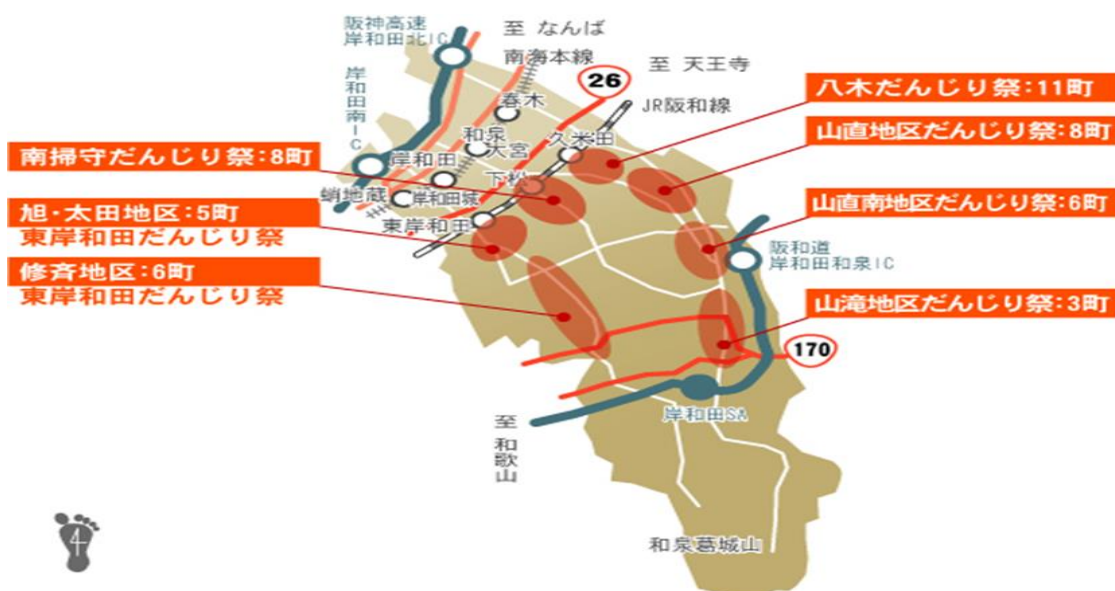 阪神高速
岸和田北IC
至 なんば
南海本線
26
至 天王寺
JR阪和線
岸和田南IC
春木
和泉
大宮
久米田
岸和田
下松
蛸地蔵
岸和田城
東岸和田
八木だんじり祭:11町
山直地区だんじり祭:8町
南掃守だんじり祭:8町
旭・太田地区:5町
東岸和田だんじり祭
山直南地区だんじり祭:6町
阪和道
岸和田和泉IC
修斉地区:6町
東岸和田だんじり祭
山滝地区だんじり祭:3町
170
岸和田SA
至 和歌山
和泉葛城山
4